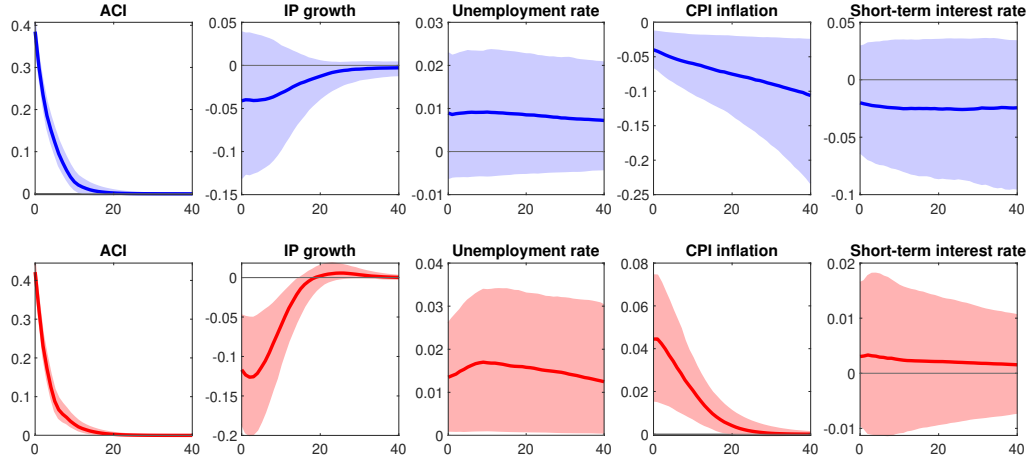 ACI IP growth Unemployment rate CPI inflation Short-term interest rate
0.4 0.05 0.03 0 0.05
0.3 0 0.02 -0.05 0
0.2 -0.05 0.01 -0.1 -0.05
0.1 -0.1 0 -0.15 -0.1
0 -0.15 -0.01 -0.2
-0.25
0 20 40 0 20 40 0 20 40 0 20 40 0 20 40
ACI IP growth Unemployment rate CPI inflation Short-term interest rate
0.4 0 0.04 0.08 0.02
0.3 -0.05 0.03 0.06 0.01
0.2 -0.1 0.02 0.04 0
0.1 -0.15 0.01 0.02 -0.01
0 -0.2 0 0
0 20 40 0 20 40 0 20 40 0 20 40 0 20 40